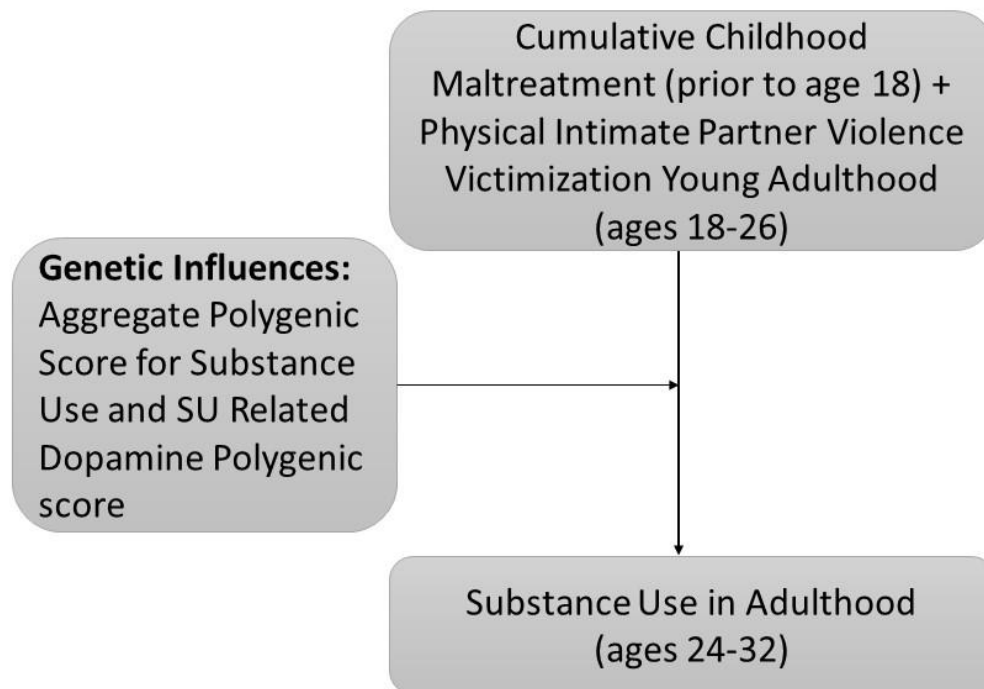 Cumulative Childhood
Maltreatment (prior to age 18) +
Physical Intimate Partner Violence
Victimization Young Adulthood
(ages 18-26)
Genetic Influences:
Aggregate Polygenic
Score for Substance
Use and SU Related
Dopamine Polygenic
score
Substance Use in Adulthood
(ages 24-32)